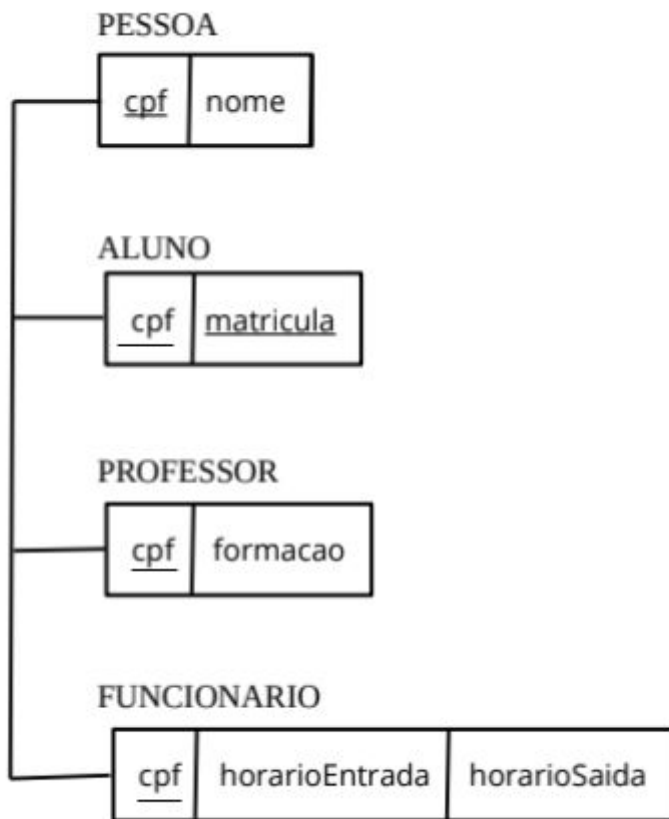 PESSOA
cpf nome
ALUNO
cpf matricula
PROFESSOR
cpf formacao
FUNCIONARIO
cpf horarioEntrada horarioSaida